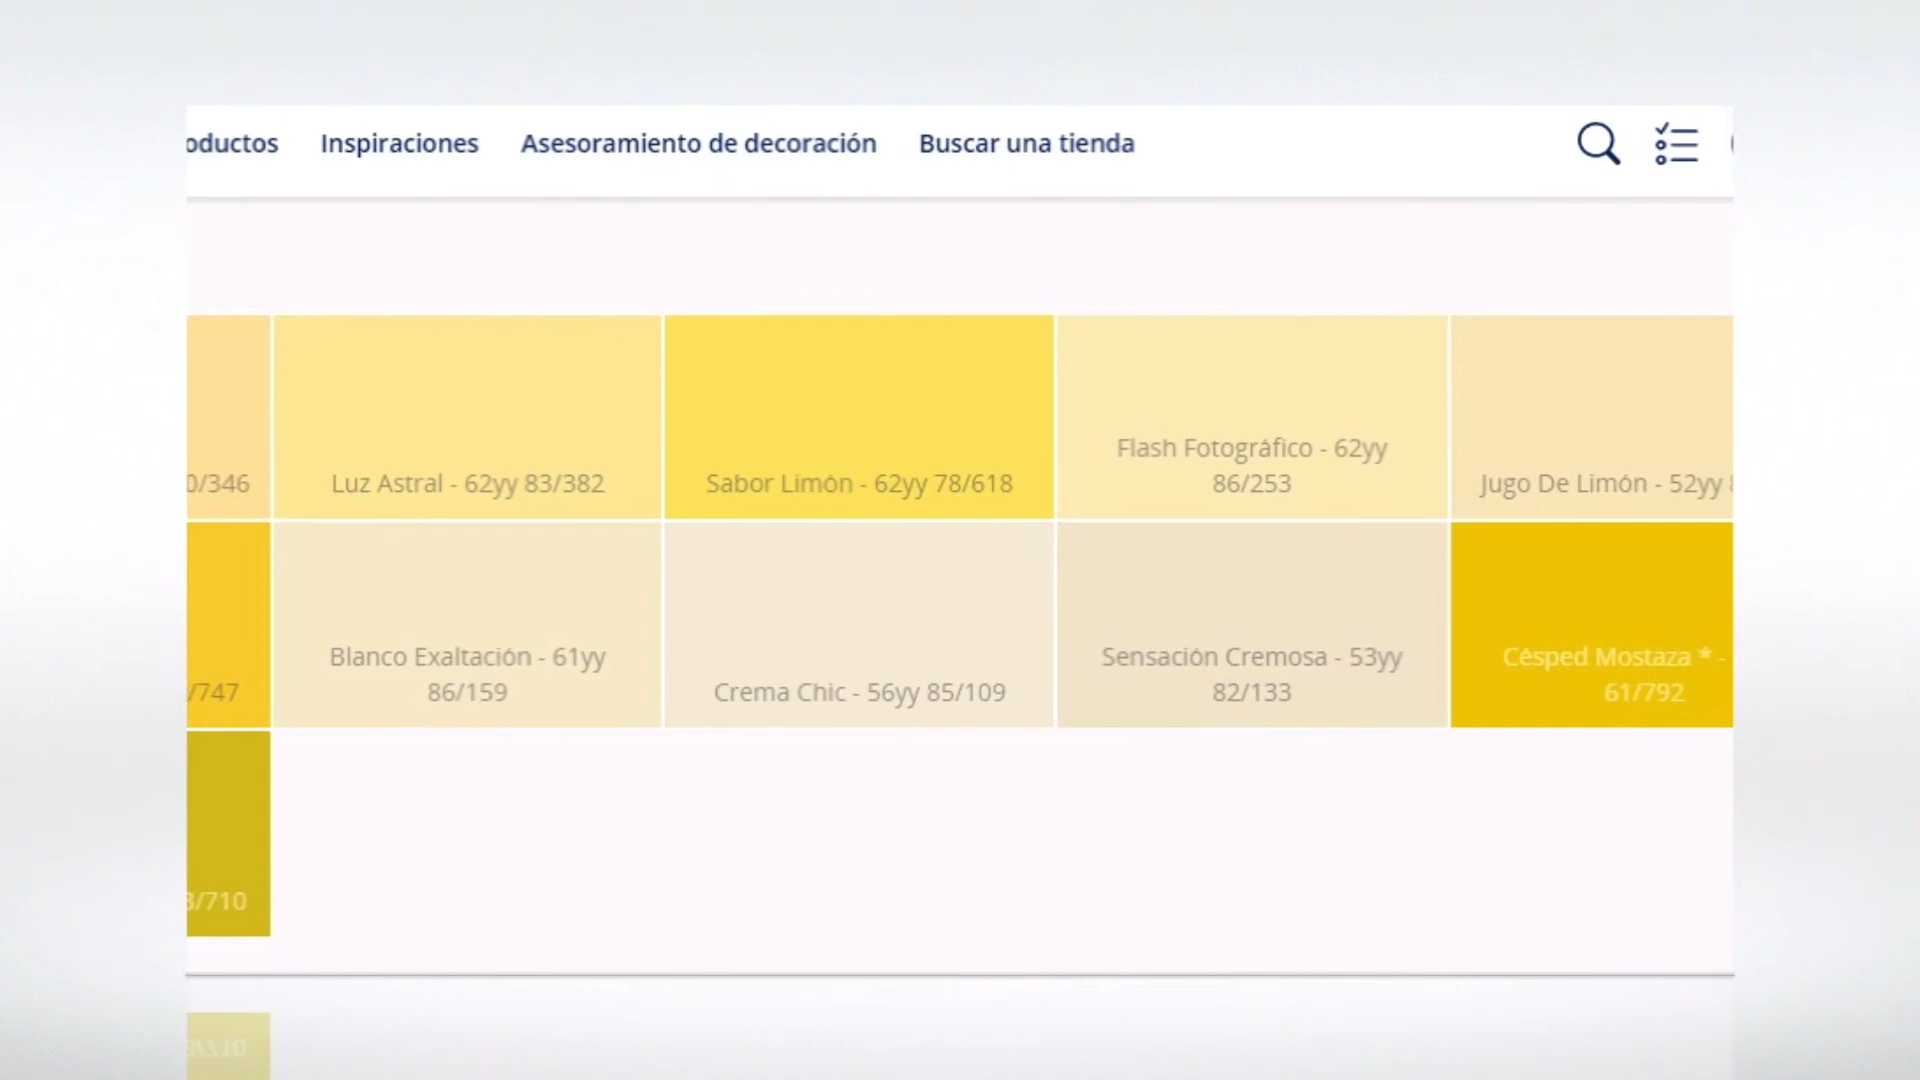 Inspiraciones Asesoramiento de decoración Buscar una tienda
0/346
Luz Astral - 62yy 83/382
Sabor Limón - 62yy 78/618
Flash Fotográfico - 62yy
86/253
Jugo De Limón - 52yy
/747
Blanco Exaltación - 61yy
86/159
Crema Chic - 56yy 85/109
Sensación Cremosa - 53yy
82/133
Césped Mostaza * -
61/792
3/710